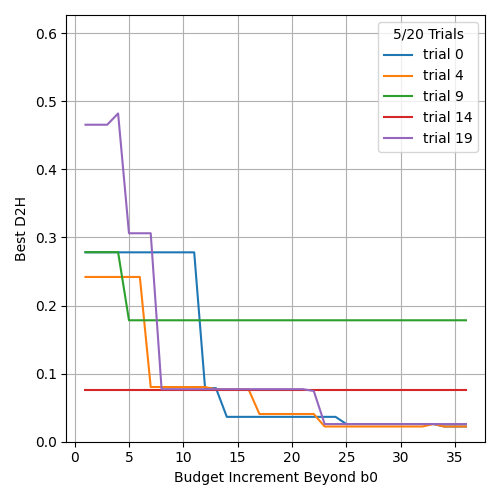 5/20 Trials
trial 0
trial 4
trial 9
trial 14
trial 19
Best D2H
0.6
0.5
0.4
0.3
0.2
0.1
0.0
0 5 10 15 20 25 30 35
Budget Increment Beyond b0